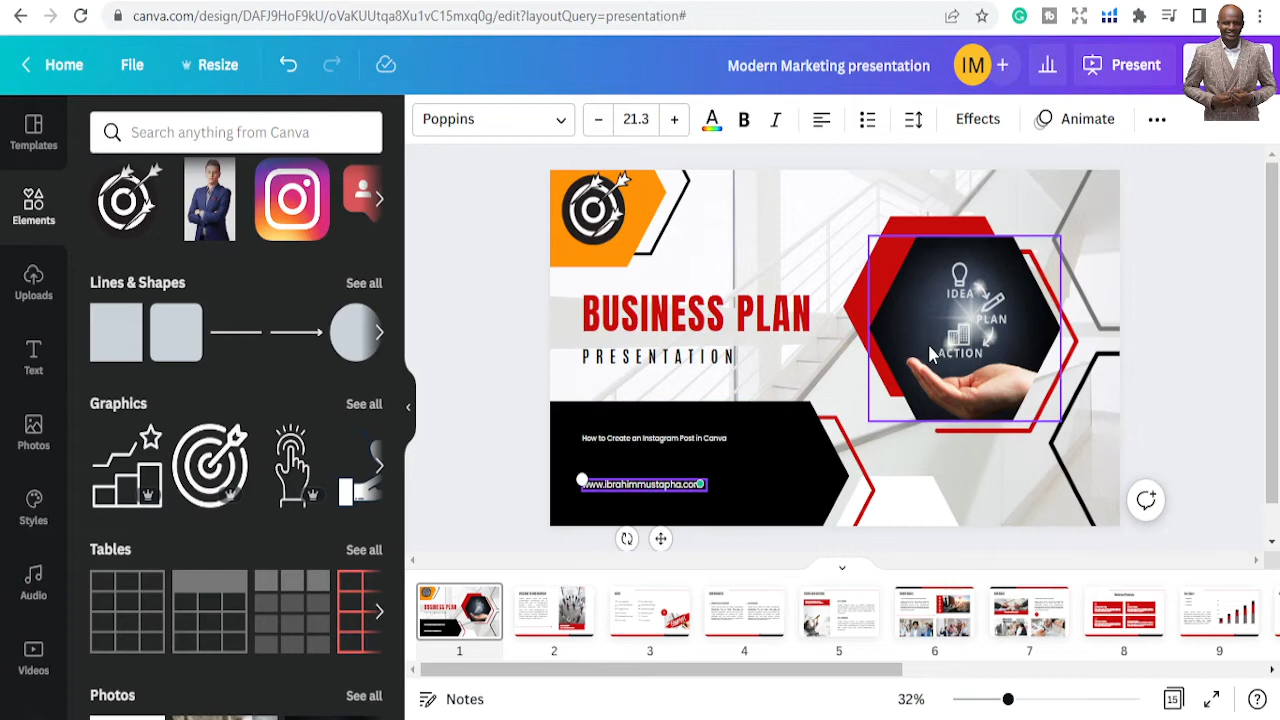 canva.com/design/DAFJ9HoF9kU/oVaKUUtqa8Xu1vC15mxq0g/edit?layoutQuery=presentation#
Home
File
Resize
Modern Marketing presentation
IM
Present
Templates
Elements
Uploads
Text
Photos
Styles
Audio
Videos
Search anything from Canva
Lines & Shapes
See all
Graphics
See all
Tables
See all
Photos
See all
Poppins
21.3
A
B
I
Effects
Animate
BUSINESS PLAN
PRESENTATION
IDEA
PLAN
ACTION
How to Create an Instagram Post in Canva
www.ibrahimmustapha.com
BUSINESS PLAN
1
2
3
4
5
6
7
8
9
Notes
32%
15